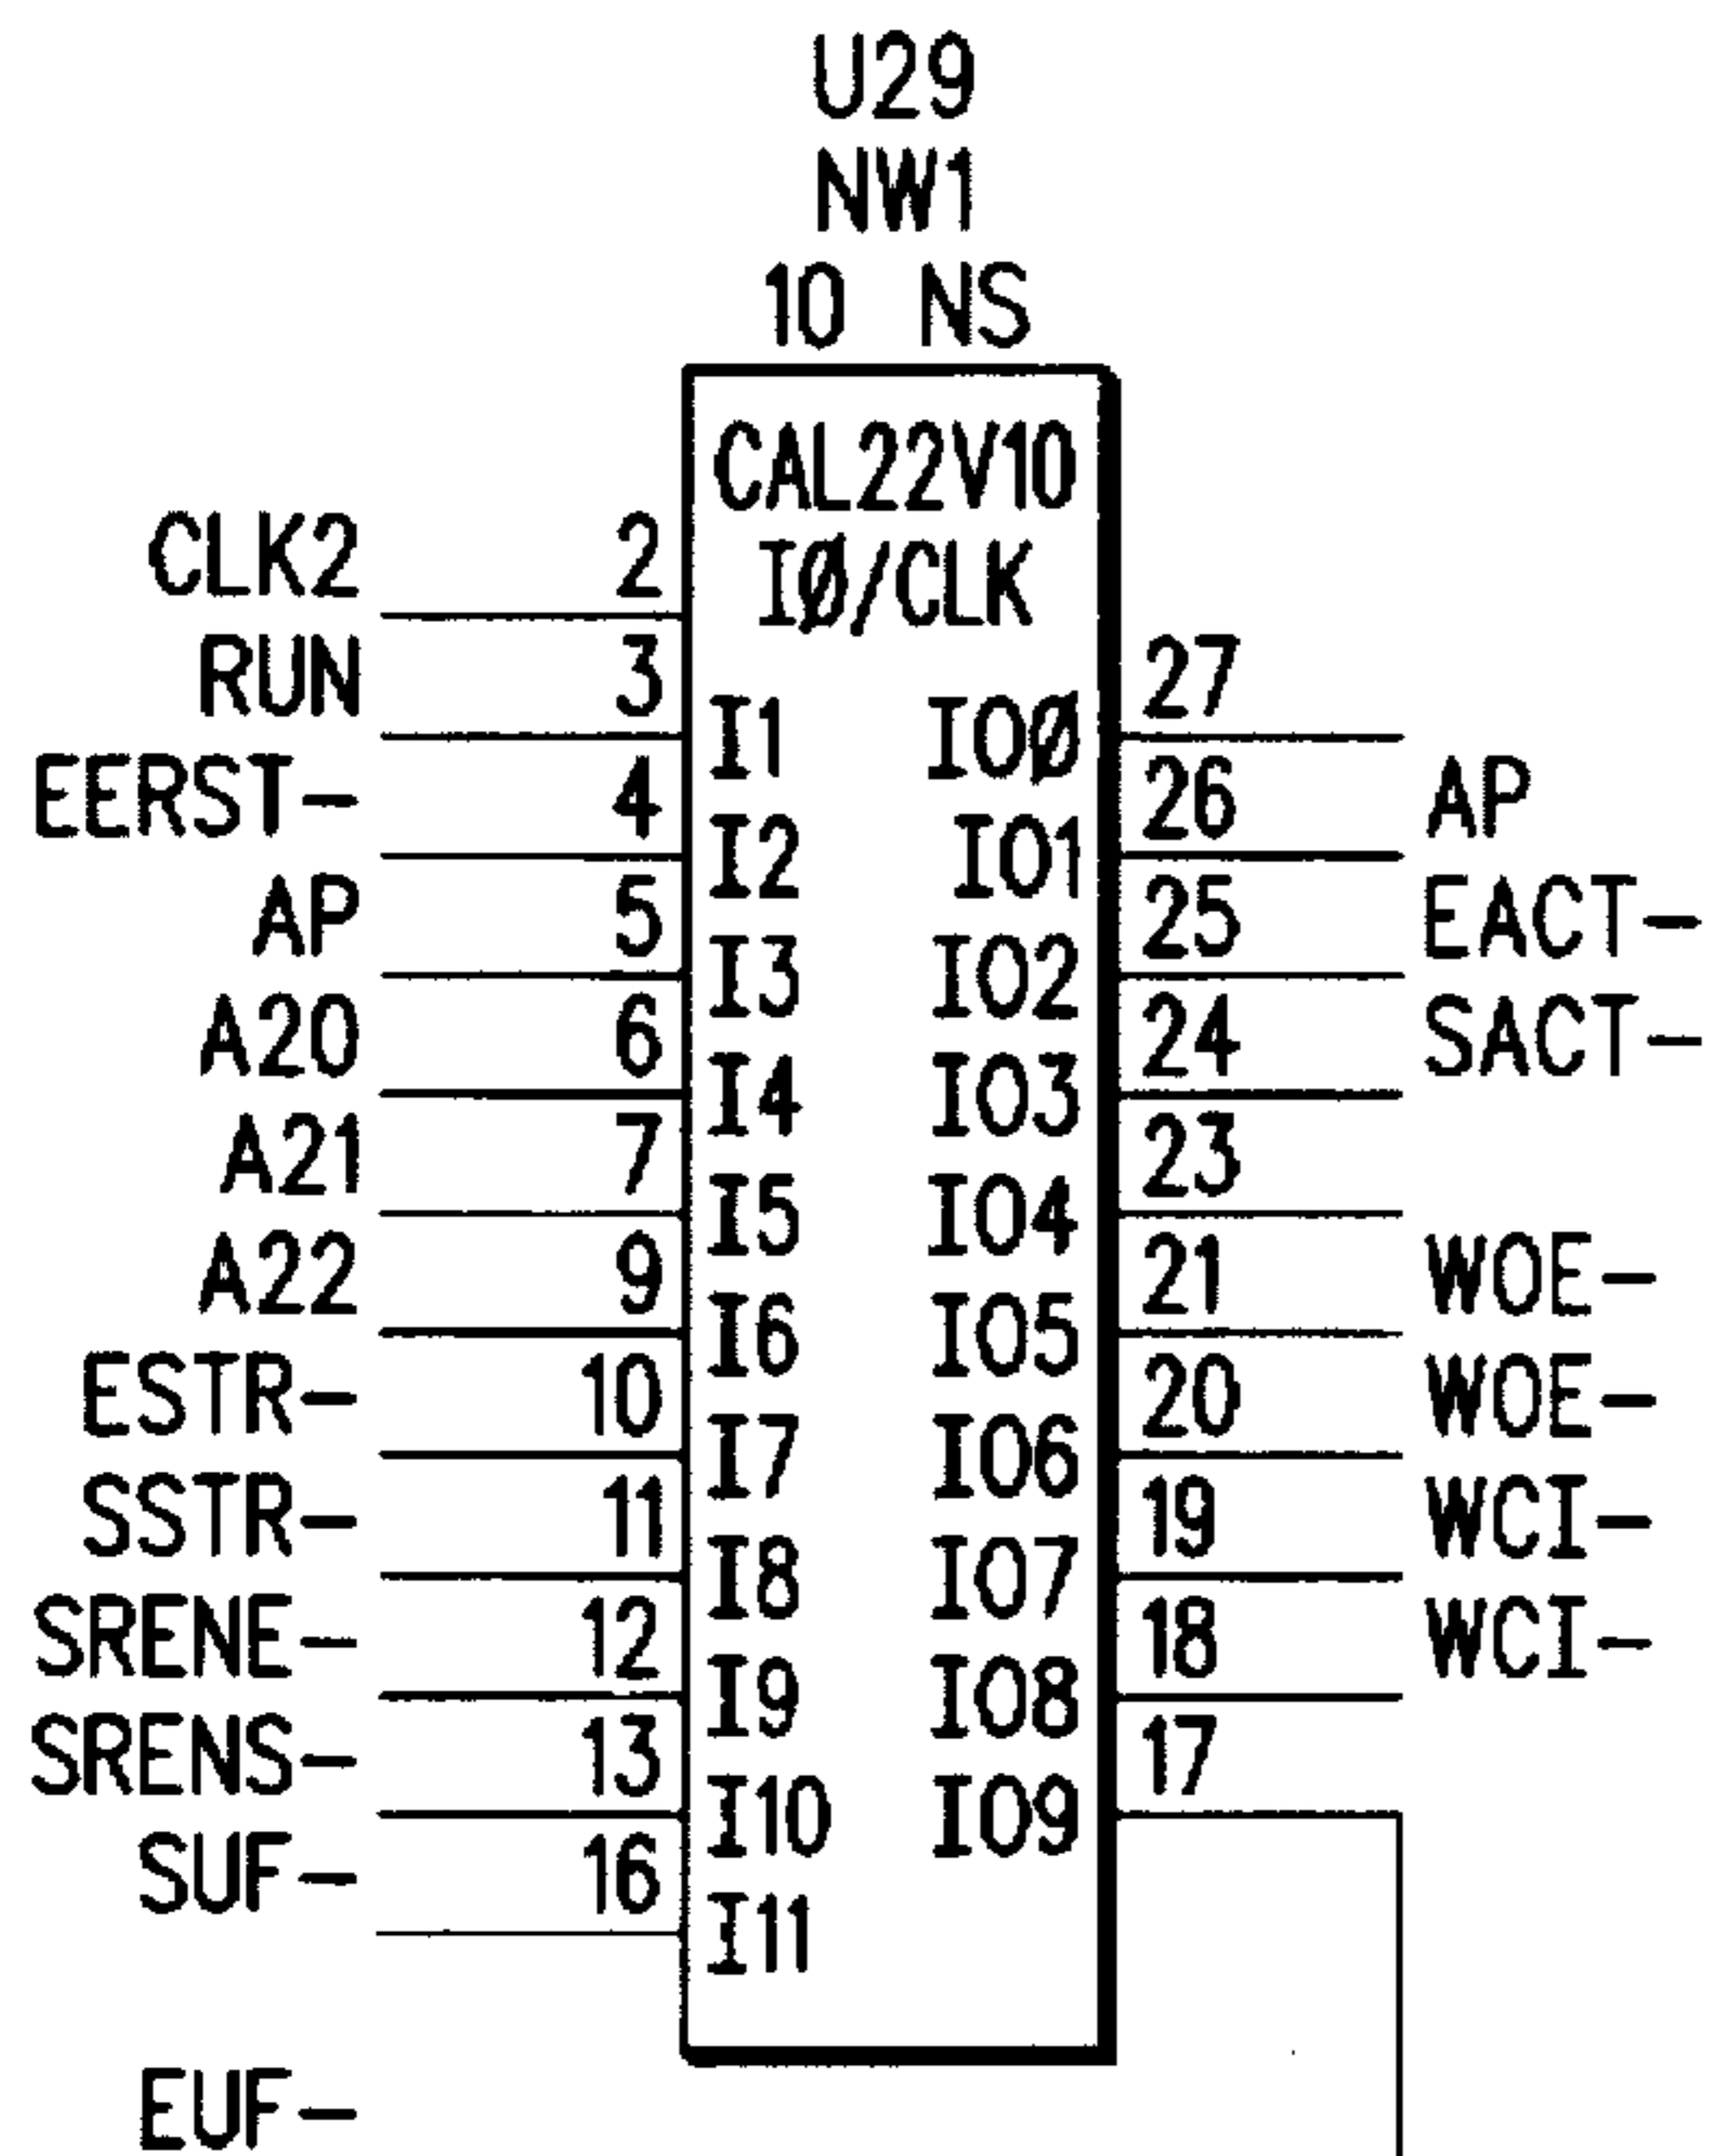 U29
NW1
10 NS
CAL22V10
CLK2 2 IØ/CLK
RUN 3 27
I1 IOØ
EERST- 4 26 AP
I2 IO1
AP 5 25 EACT-
I3 IO2
A20 6 24 SACT-
I4 IO3
A21 7 23
I5 IO4
A22 9 21 WOE-
I6 IO5
ESTR- 10 20 WOE-
I7 IO6
SSTR- 11 19 WCI-
I8 IO7
SRENE- 12 18 WCI-
I9 IO8
SRENS- 13 17
I10 IO9
SUF- 16
I11
EUF-